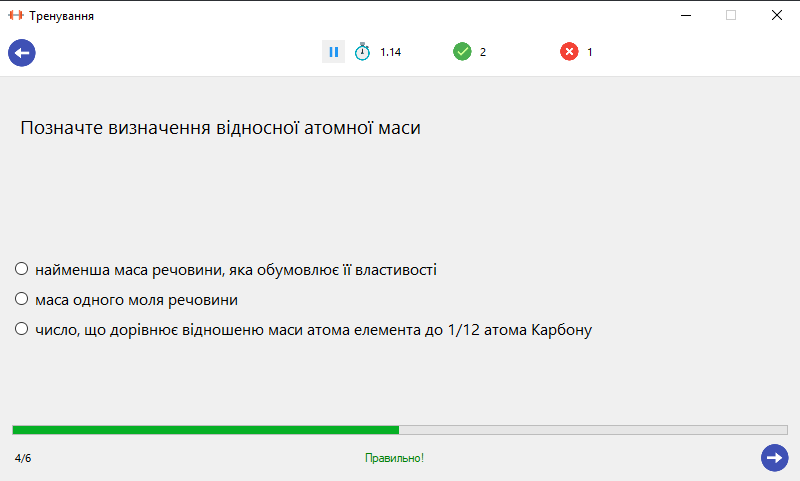 Тренування
1.14
2
1
Позначте визначення відносної атомної маси
найменша маса речовини, яка обумовлює її властивості
маса одного моля речовини
число, що дорівнює відношеню маси атома елемента до 1/12 атома Карбону
4/6
Правильно!